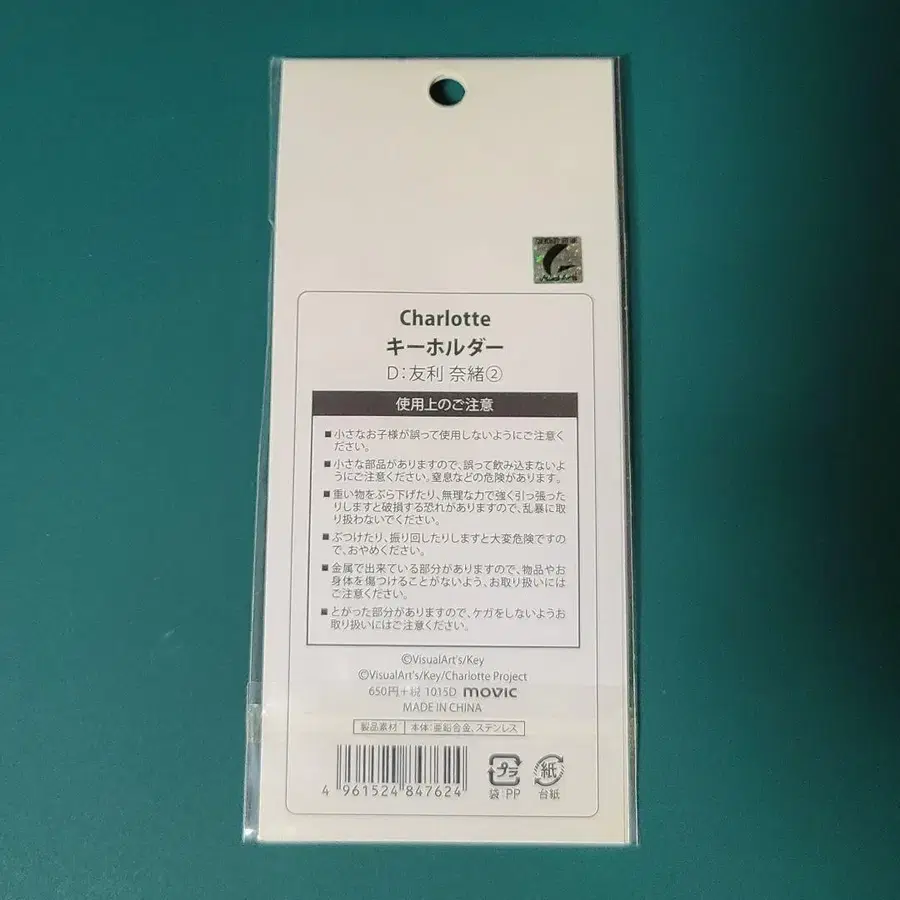 Charlotte
キーホルダー
D:友利 奈緒②
使用上のご注意
■小さなお子様が誤って使用しないようにご注意く
ださい。
■小さな部品がありますので、誤って飲み込まないよ
うにご注意ください。窒息などの危険があります。
■重い物をぶら下げたり、無理な力で強く引っ張った
りしますと破損する恐れがありますので、乱暴に取
り扱わないでください。
■ぶつけたり、振り回したりしますと大変危険ですの
で、おやめください。
■金属で出来ている部分がありますので、物品やお
身体を傷つけることがないよう、お取り扱いには
ご注意ください。
■とがった部分がありますので、ケガをしないようお
取り扱いにはご注意ください。
©VisualArt's/Key
©VisualArt's/Key/Charlotte Project
650円+税 1015D movic
MADE IN CHINA
製品素材 本体:亜鉛合金、ステンレス
4 961524 847624
プラ 紙
袋:PP 台紙